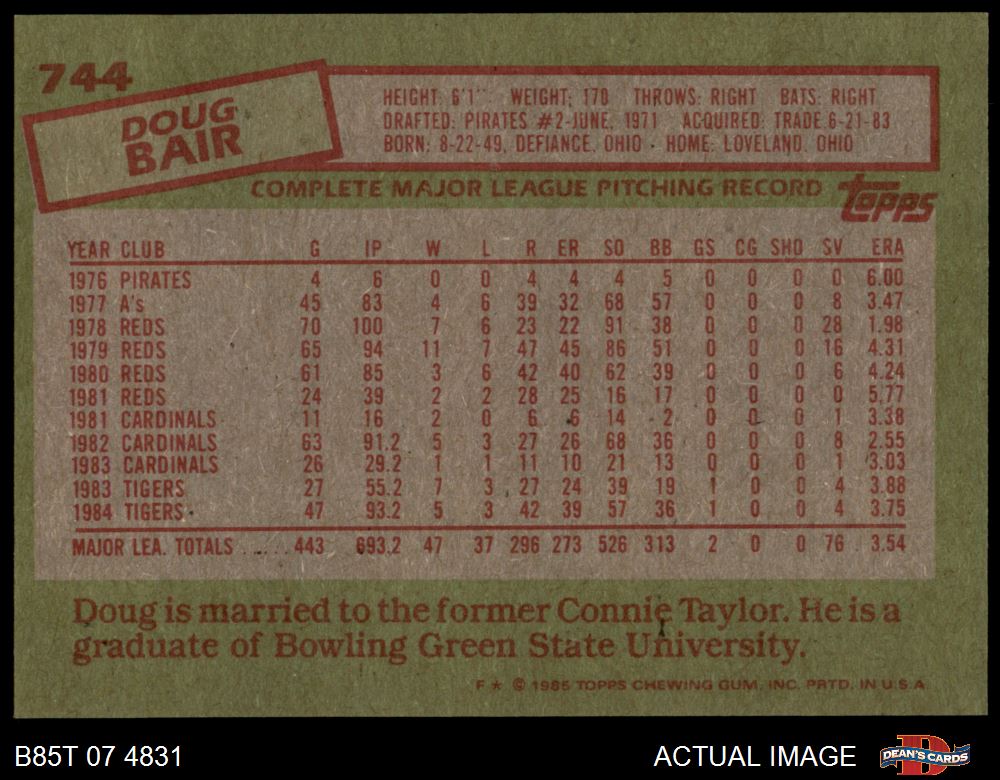 744
DOUG
BAIR
HEIGHT: 6'1" WEIGHT: 170 THROWS: RIGHT BATS: RIGHT
DRAFTED: PIRATES #2-JUNE, 1971 ACQUIRED: TRADE 6-21-83
BORN: 8-22-49, DEFIANCE, OHIO · HOME: LOVELAND, OHIO
COMPLETE MAJOR LEAGUE PITCHING RECORD
topps
YEAR CLUB G IP W L R ER SO BB GS CG SHO SV ERA
1976 PIRATES 4 6 0 0 4 4 4 5 0 0 0 0 6.00
1977 A's 45 83 4 6 39 32 68 57 0 0 0 8 3.47
1978 REDS 70 100 7 6 23 22 91 38 0 0 0 28 1.98
1979 REDS 65 94 11 7 47 45 86 51 0 0 0 16 4.31
1980 REDS 61 85 3 6 42 40 62 39 0 0 0 6 4.24
1981 REDS 24 39 2 2 28 25 16 17 0 0 0 0 5.77
1981 CARDINALS 11 16 2 0 6 6 14 2 0 0 0 1 3.38
1982 CARDINALS 63 91.2 5 3 27 26 68 36 0 0 0 8 2.55
1983 CARDINALS 26 29.2 1 1 11 10 21 13 0 0 0 1 3.03
1983 TIGERS 27 55.2 7 3 27 24 39 19 1 0 0 4 3.88
1984 TIGERS 47 93.2 5 3 42 39 57 36 1 0 0 4 3.75
MAJOR LEA. TOTALS ..... 443 693.2 47 37 296 273 526 313 2 0 0 76 3.54
Doug is married to the former Connie Taylor. He is a
graduate of Bowling Green State University.
F ★ © 1985 TOPPS CHEWING GUM, INC. PRTD. IN U.S.A.
B85T 07 4831
ACTUAL IMAGE
DEAN'S CARDS